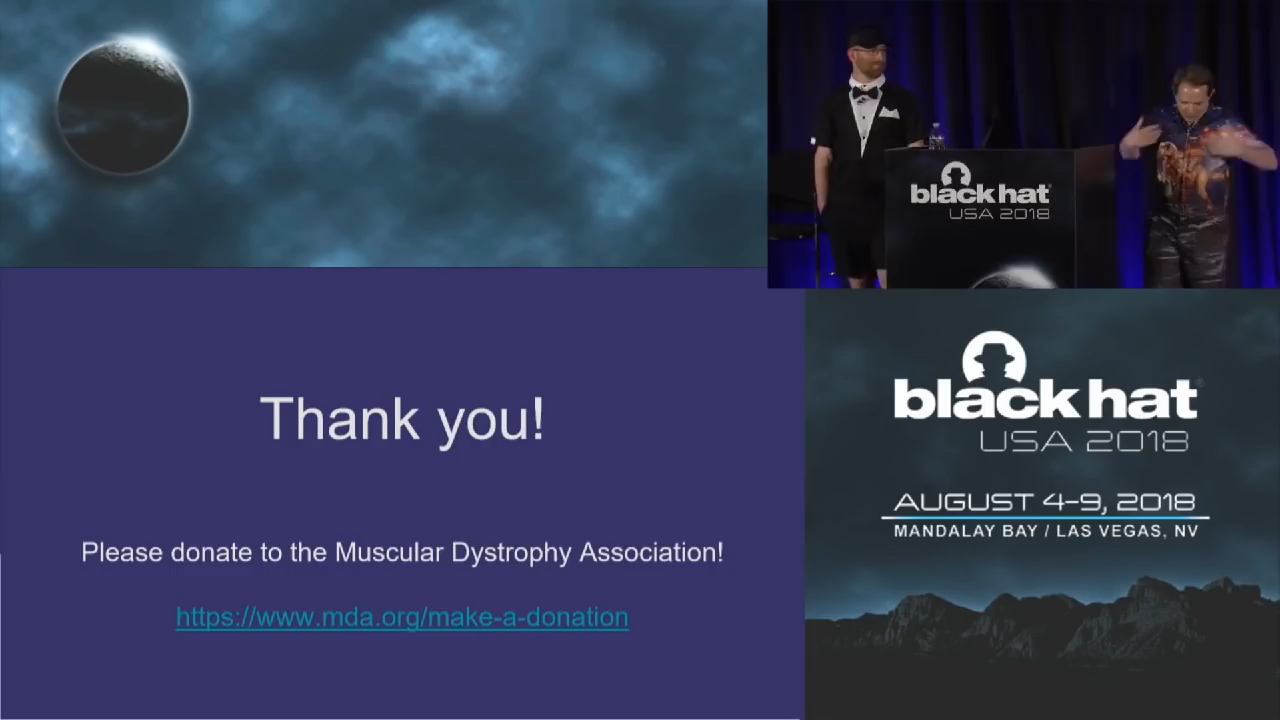 black hat
USA 2018
Thank you!
Please donate to the Muscular Dystrophy Association!
https://www.mda.org/make-a-donation
black hat
USA 2018
AUGUST 4-9, 2018
MANDALAY BAY / LAS VEGAS, NV